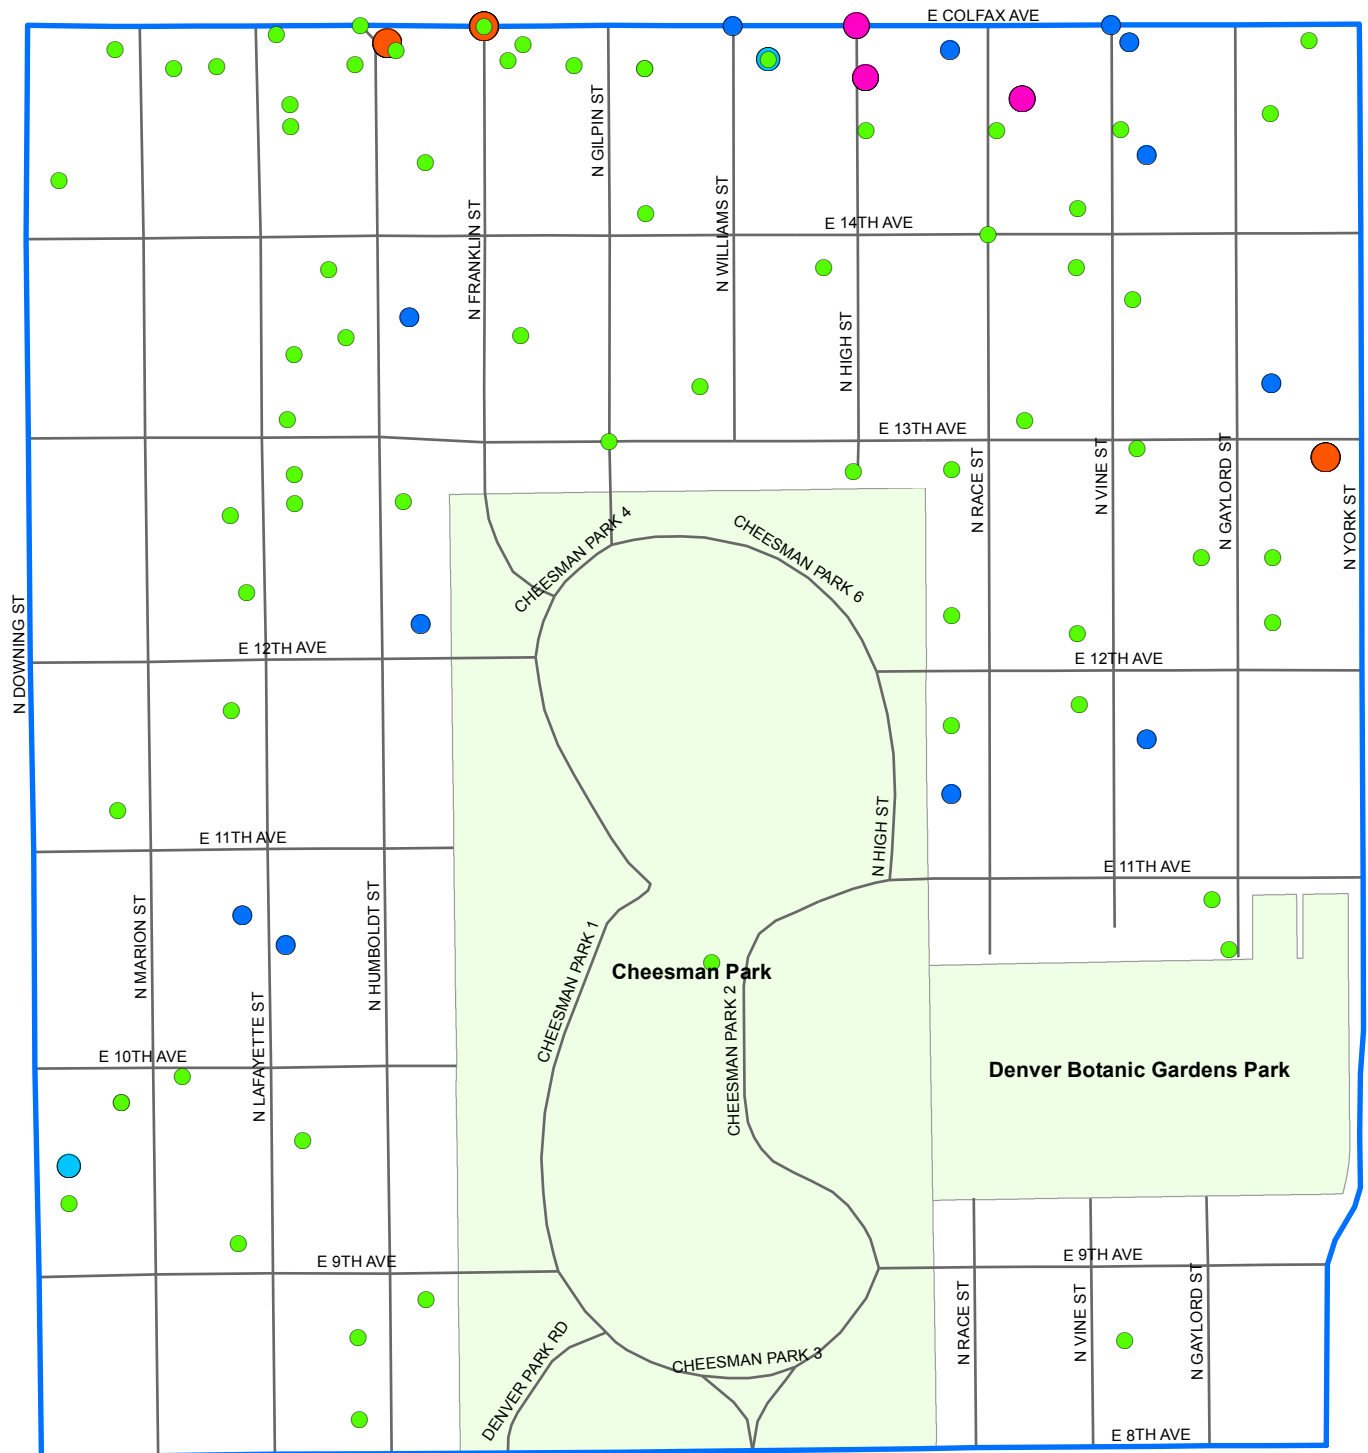 E COLFAX AVE
N GILPIN ST
N WILLIAMS ST
N FRANKLIN ST
E 14TH AVE
N HIGH ST
E 13TH AVE
N RACE ST
N VINE ST
N GAYLORD ST
N YORK ST
CHEESMAN PARK 4
CHEESMAN PARK 6
N DOWNING ST
E 12TH AVE
E 12TH AVE
E 11TH AVE
N HIGH ST
E 11TH AVE
N MARION ST
N HUMBOLDT ST
CHEESMAN PARK 1
Cheesman Park
CHEESMAN PARK 2
N LAFAYETTE ST
E 10TH AVE
Denver Botanic Gardens Park
E 9TH AVE
E 9TH AVE
N RACE ST
N VINE ST
N GAYLORD ST
DENVER PARK RD
CHEESMAN PARK 3
E 8TH AVE